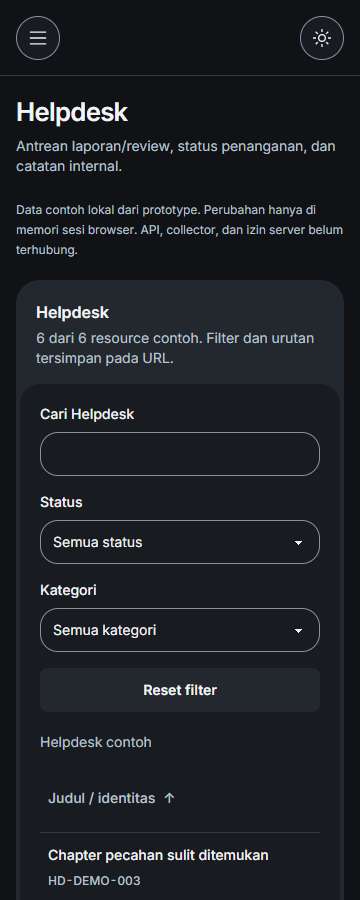 Helpdesk
Antrean laporan/review, status penanganan, dan
catatan internal.
Data contoh lokal dari prototype. Perubahan hanya di
memori sesi browser. API, collector, dan izin server belum
terhubung.
Helpdesk
6 dari 6 resource contoh. Filter dan urutan
tersimpan pada URL.
Cari Helpdesk
Status
Semua status
Kategori
Semua kategori
Reset filter
Helpdesk contoh
Judul / identitas ↑
Chapter pecahan sulit ditemukan
HD-DEMO-003